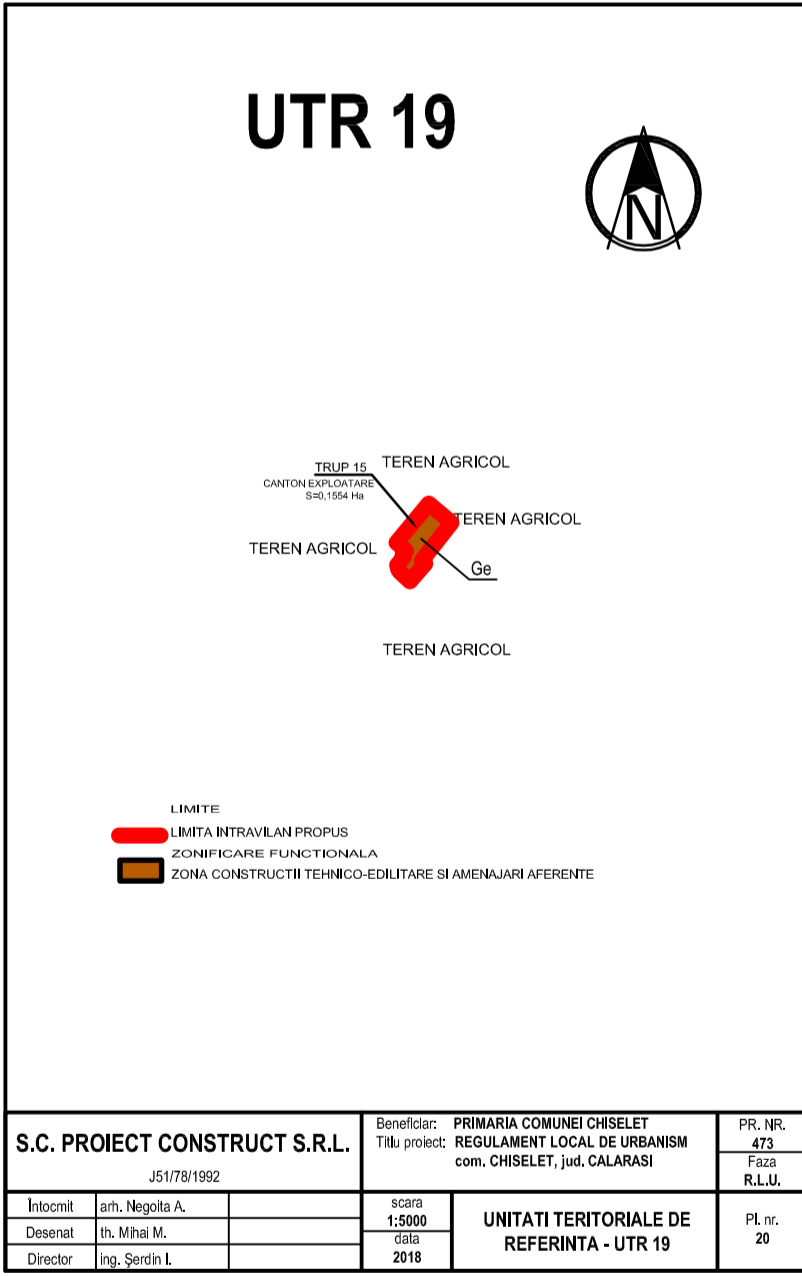 UTR 19
N
TRUP 15
CANTON EXPLOATARE
S=0,1554 Ha
TEREN AGRICOL
TEREN AGRICOL
TEREN AGRICOL
Ge
TEREN AGRICOL
LIMITE
LIMITA INTRAVILAN PROPUS
ZONIFICARE FUNCTIONALA
ZONA CONSTRUCTII TEHNICO-EDILITARE SI AMENAJARI AFERENTE
S.C. PROIECT CONSTRUCT S.R.L.
J51/78/1992
Beneficiar: PRIMARIA COMUNEI CHISELET
Titlu proiect: REGULAMENT LOCAL DE URBANISM
com. CHISELET, jud. CALARASI
PR. NR.
473
Faza
R.L.U.
Întocmit arh. Negoita A.
Desenat th. Mihai M.
Director ing. Şerdin I.
scara
1:5000
data
2018
UNITATI TERITORIALE DE
REFERINTA - UTR 19
Pl. nr.
20